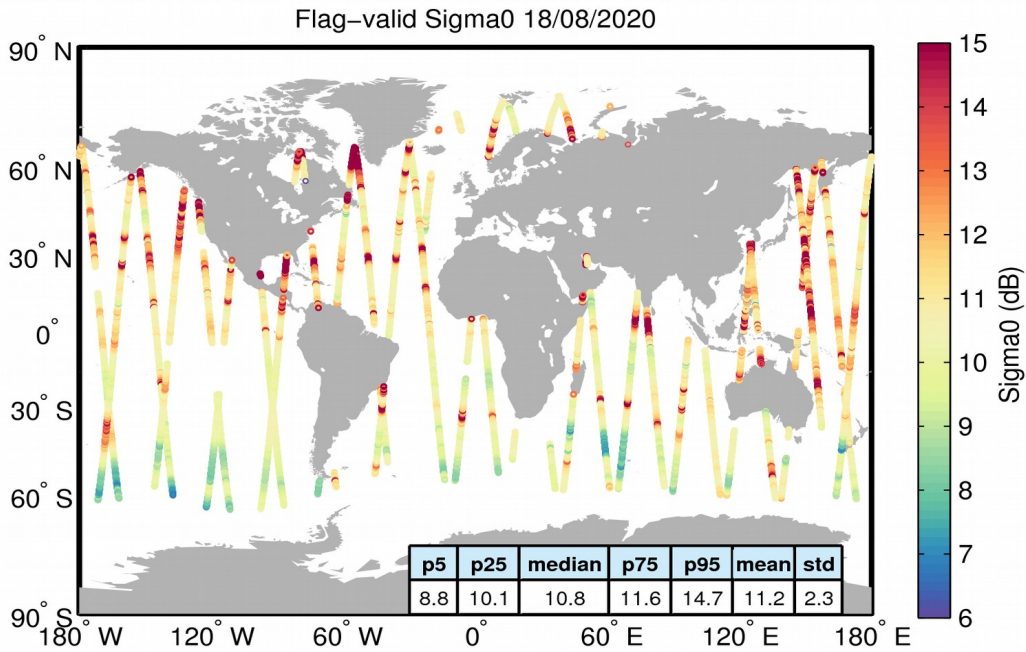 Flag−valid Sigma0 18/08/2020
90° N
60° N
30° N
0°
30° S
60° S
90° S
180° W
120° W
60° W
0°
60° E
120° E
180° E
p5 p25 median p75 p95 mean std
8.8 10.1 10.8 11.6 14.7 11.2 2.3
15
14
13
12
11
10
9
8
7
6
Sigma0 (dB)